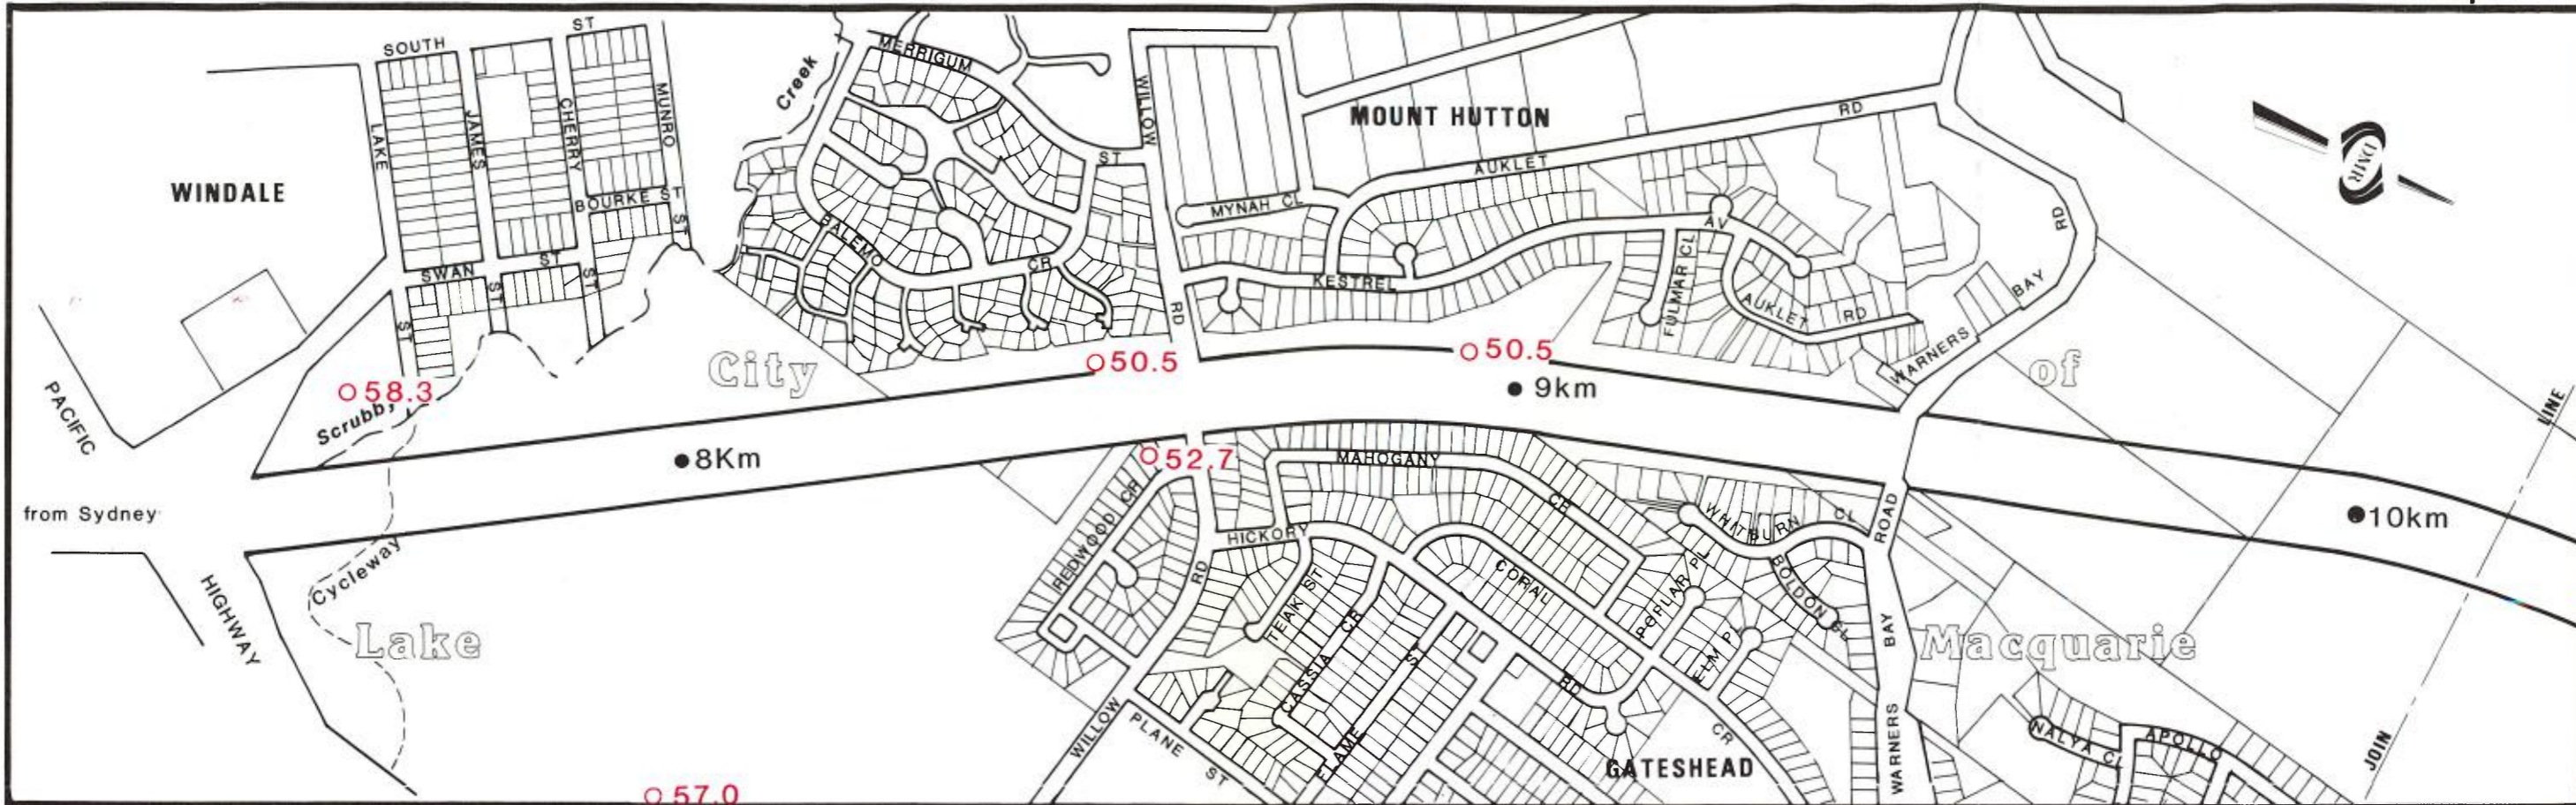 SOUTH ST
LAKE ST
JAMES ST
CHERRY ST
MUNRO ST
BOURKE ST
SWAN ST
WINDALE
Creek
MERRIGUM ST
BALEMO CR
WILLOW RD
MOUNT HUTTON
MYNAH CL
AUKLET RD
KESTREL AV
FULMAR CL
AUKLET RD
WARNERS BAY RD
City
of
58.3
50.5
50.5
9km
8Km
52.7
10km
57.0
PACIFIC
HIGHWAY
from Sydney
Cycleway
Lake
Macquarie
REDWOOD CR
MAHOGANY CR
HICKORY RD
RD
TEAK ST
CASSIA CR
FLAME ST
CORAL
CR
POPLAR PL
ELM PL
WHITBURN CL
BOLDON CL
WARNERS BAY ROAD
WILLOW
PLANE ST
GATESHEAD
NALYA CL
APOLLO
JOIN LINE